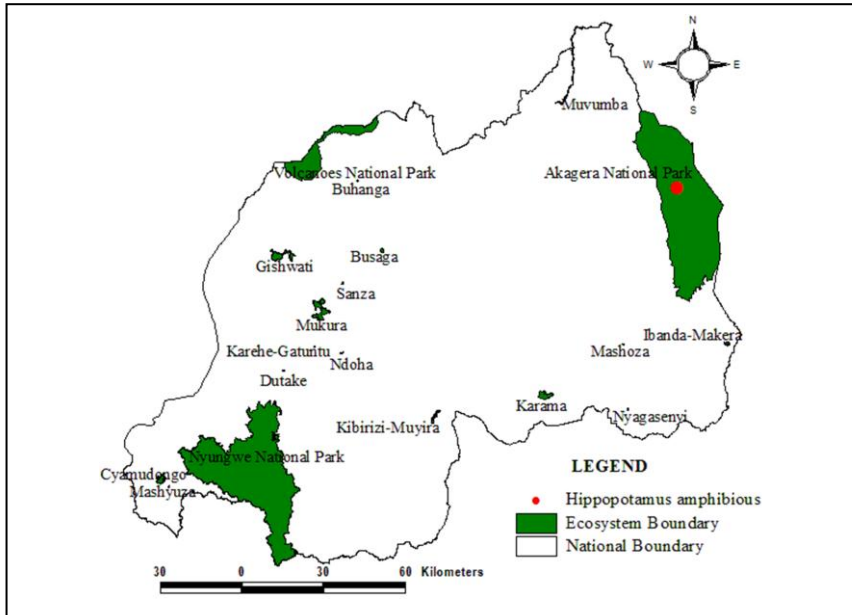 N
W E
S
Muvumba
Volcanoes National Park
Akagera National Park
Buhanga
Busaga
Gishwati
Sanza
Mukura
Ibanda-Makera
Karehe-Gaturitu
Mashoza
Ndoha
Dutake
Karama
Nyagasenyi
Kibirizi-Muyira
Nyungwe National Park
Cyamudongo
Mashyuza
LEGEND
Hippopotamus amphibious
Ecosystem Boundary
National Boundary
30 0 30 60 Kilometers